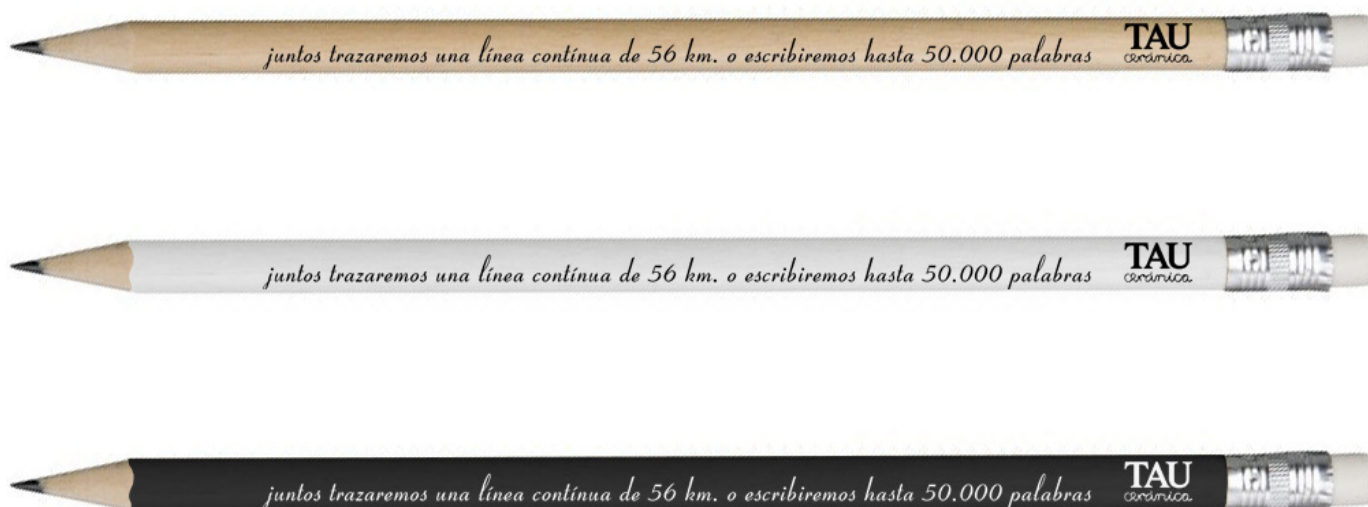 juntos trazaremos una línea contínua de 56 km. o escribiremos hasta 50.000 palabras
TAU
cerámica
juntos trazaremos una línea contínua de 56 km. o escribiremos hasta 50.000 palabras
TAU
cerámica
juntos trazaremos una línea contínua de 56 km. o escribiremos hasta 50.000 palabras
TAU
cerámica